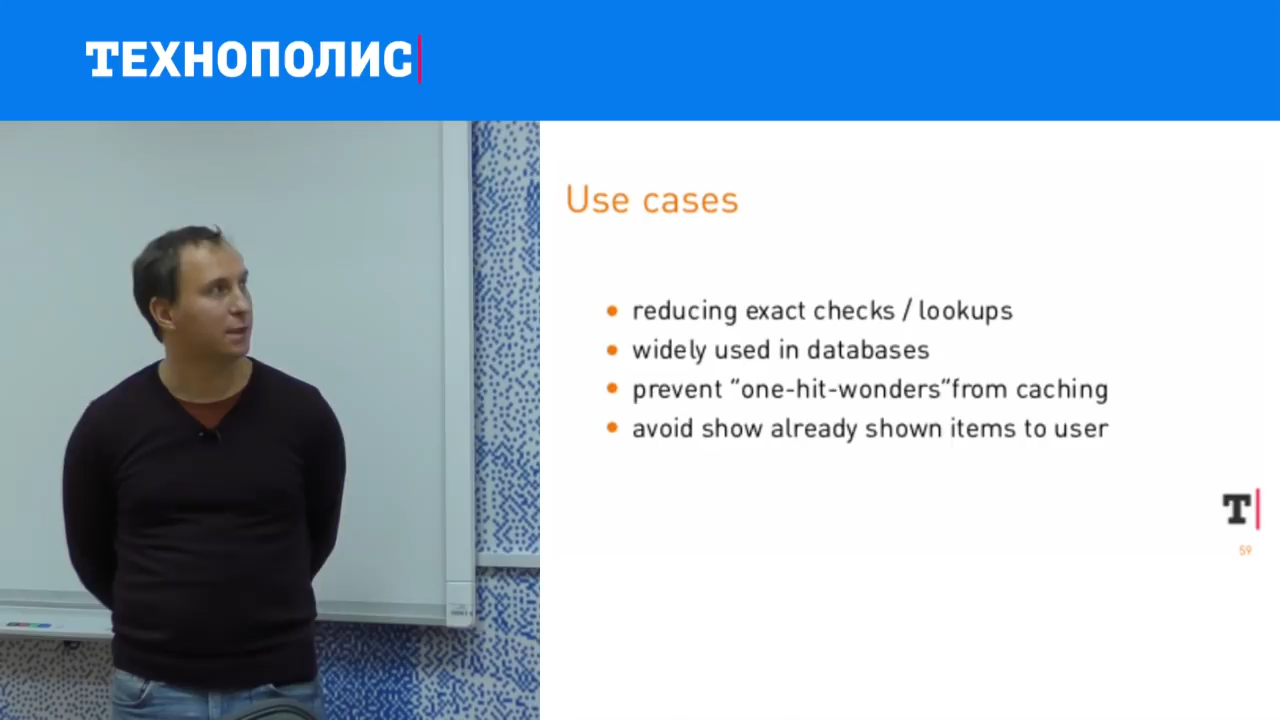 ТЕХНОПОЛИС
Use cases
reducing exact checks / lookups
widely used in databases
prevent "one-hit-wonders"from caching
avoid show already shown items to user
T
59